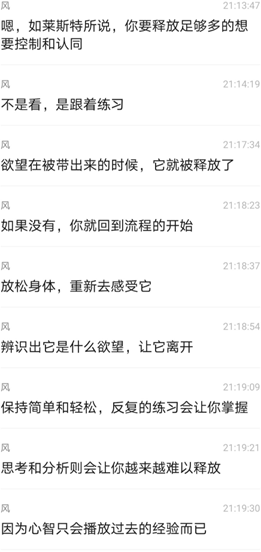 风 21:13:47
嗯，如莱斯特所说，你要释放足够多的想
要控制和认同
风 21:14:19
不是看，是跟着练习
风 21:17:34
欲望在被带出来的时候，它就被释放了
风 21:18:23
如果没有，你就回到流程的开始
风 21:18:37
放松身体，重新去感受它
风 21:18:54
辨识出它是什么欲望，让它离开
风 21:19:09
保持简单和轻松，反复的练习会让你掌握
风 21:19:21
思考和分析则会让你越来越难以释放
风 21:19:30
因为心智只会播放过去的经验而已